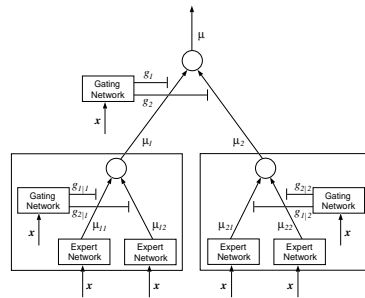 μ
g1
Gating
Network
g2
x
μ1
μ2
g1|1
Gating
Network
g2|1
x
μ11
μ12
Expert
Network
Expert
Network
x
x
g2|2
Gating
Network
g1|2
x
μ21
μ22
Expert
Network
Expert
Network
x
x